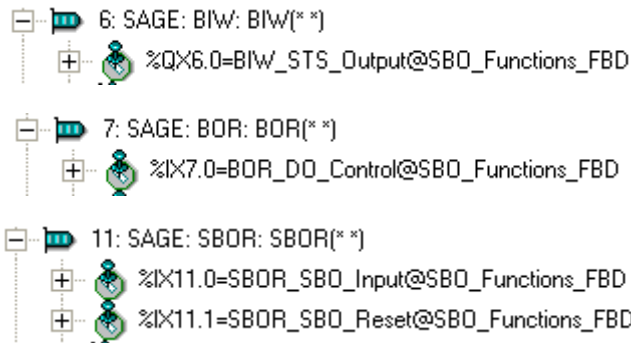 6: SAGE: BIW: BIW(* *)
%QX6.0=BIW_STS_Output@SBO_Functions_FBD
7: SAGE: BOR: BOR(* *)
%IX7.0=BOR_DO_Control@SBO_Functions_FBD
11: SAGE: SBOR: SBOR(* *)
%IX11.0=SBOR_SBO_Input@SBO_Functions_FBD
%IX11.1=SBOR_SBO_Reset@SBO_Functions_FBD